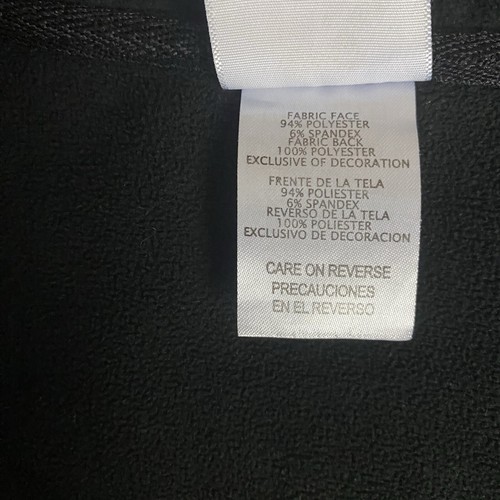 FABRIC FACE
94% POLYESTER
6% SPANDEX
FABRIC BACK
100% POLYESTER
EXCLUSIVE OF DECORATION
FRENTE DE LA TELA
94% POLIESTER
6% SPANDEX
REVERSO DE LA TELA
100% POLIESTER
EXCLUSIVO DE DECORACION
CARE ON REVERSE
PRECAUCIONES
EN EL REVERSO